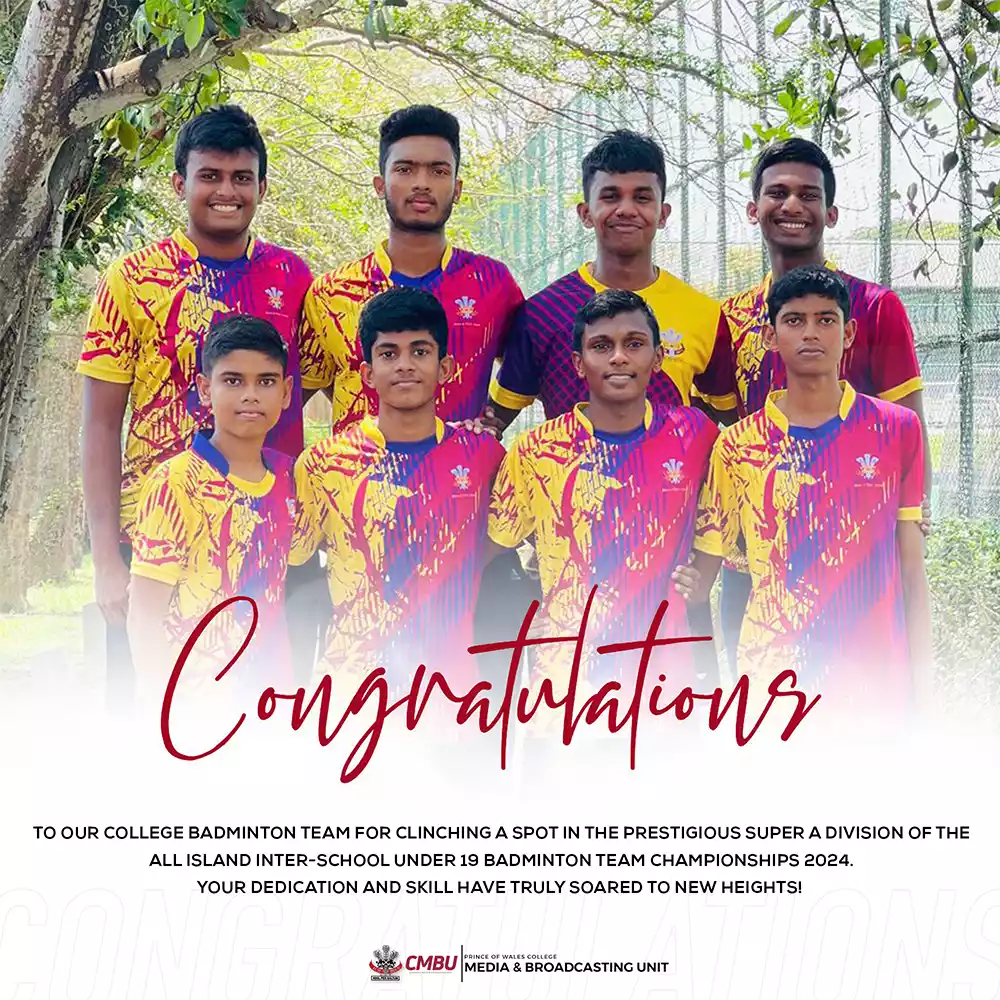 Congratulations
TO OUR COLLEGE BADMINTON TEAM FOR CLINCHING A SPOT IN THE PRESTIGIOUS SUPER A DIVISION OF THE
ALL ISLAND INTER-SCHOOL UNDER 19 BADMINTON TEAM CHAMPIONSHIPS 2024.
YOUR DEDICATION AND SKILL HAVE TRULY SOARED TO NEW HEIGHTS!
CONGRATULATIONS
CMBU
PRINCE OF WALES COLLEGE
MEDIA & BROADCASTING UNIT